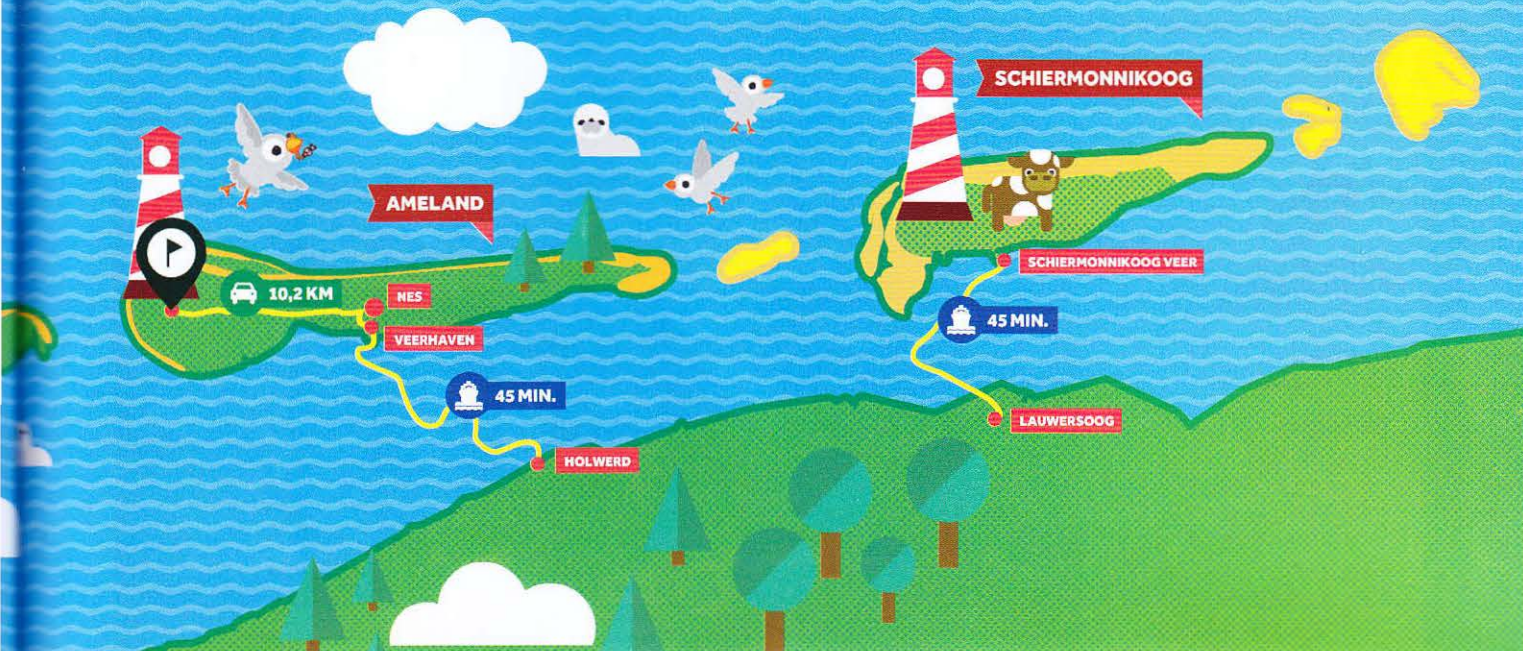 SCHIERMONNIKOOG
AMELAND
SCHIERMONNIKOOG VEER
10,2 KM
NES
45 MIN.
VEERHAVEN
45 MIN.
LAUWERSOOG
HOLWERD